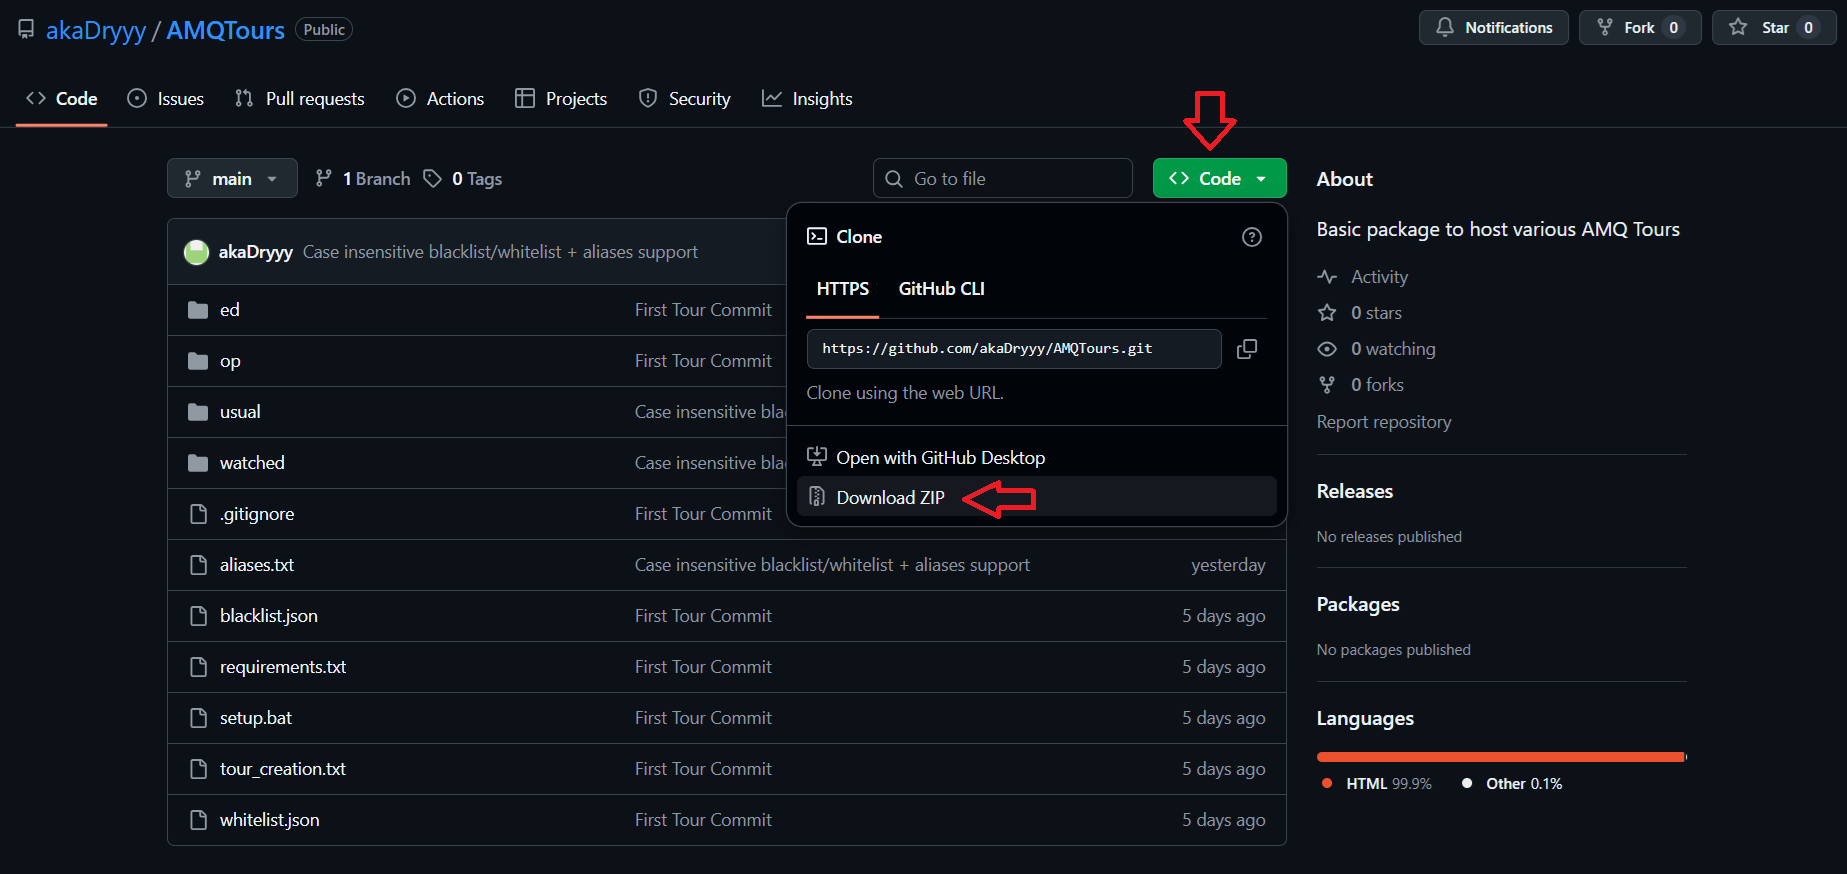 akaDryyy / AMQTours Public
Notifications Fork 0 Star 0
Code Issues Pull requests Actions Projects Security Insights
main 1 Branch 0 Tags Go to file Code
akaDryyy Case insensitive blacklist/whitelist + aliases support
ed First Tour Commit
op First Tour Commit
usual Case insensitive bla
watched Case insensitive bla
.gitignore First Tour Commit
aliases.txt Case insensitive blacklist/whitelist + aliases support yesterday
blacklist.json First Tour Commit 5 days ago
requirements.txt First Tour Commit 5 days ago
setup.bat First Tour Commit 5 days ago
tour_creation.txt First Tour Commit 5 days ago
whitelist.json First Tour Commit 5 days ago
Clone
HTTPS GitHub CLI
https://github.com/akaDryyy/AMQTours.git
Clone using the web URL.
Open with GitHub Desktop
Download ZIP
About
Basic package to host various AMQ Tours
Activity
0 stars
0 watching
0 forks
Report repository
Releases
No releases published
Packages
No packages published
Languages
HTML 99.9% Other 0.1%